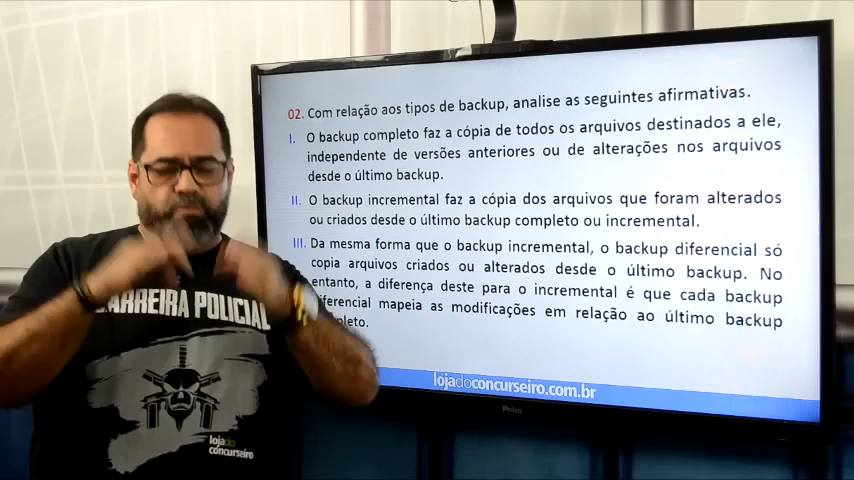 02. Com relação aos tipos de backup, analise as seguintes afirmativas.
I. O backup completo faz a cópia de todos os arquivos destinados a ele,
independente de versões anteriores ou de alterações nos arquivos
desde o último backup.
II. O backup incremental faz a cópia dos arquivos que foram alterados
ou criados desde o último backup completo ou incremental.
III. Da mesma forma que o backup incremental, o backup diferencial só
copia arquivos criados ou alterados desde o último backup. No
entanto, a diferença deste para o incremental é que cada backup
iferencial mapeia as modificações em relação ao último backup
pleto.
lojadoconcurseiro.com.br
Philco
CARREIRA POLICIAL
lojado
concurseiro